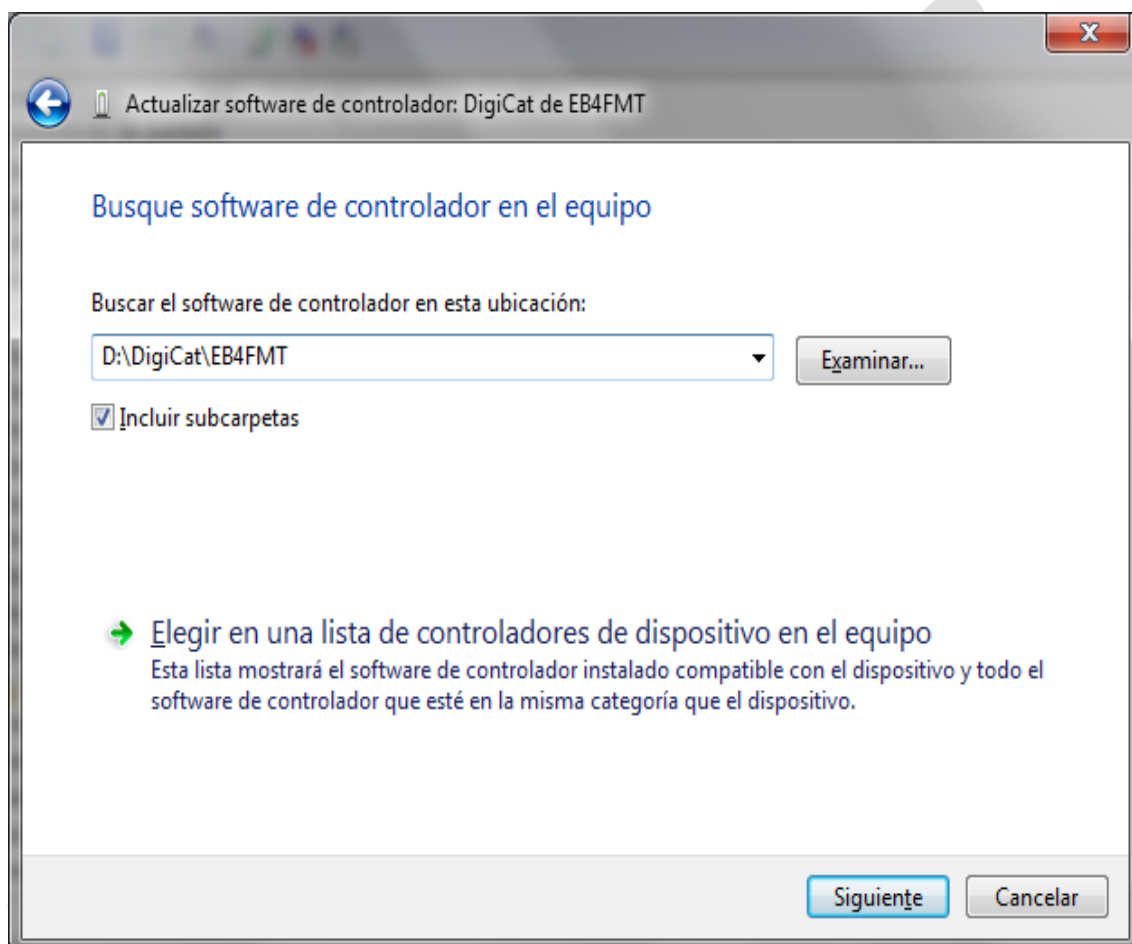 Actualizar software de controlador: DigiCat de EB4FMT
Busque software de controlador en el equipo
Buscar el software de controlador en esta ubicación:
D:\DigiCat\EB4FMT
Examinar...
Incluir subcarpetas
Elegir en una lista de controladores de dispositivo en el equipo
Esta lista mostrará el software de controlador instalado compatible con el dispositivo y todo el
software de controlador que esté en la misma categoría que el dispositivo.
Siguiente
Cancelar